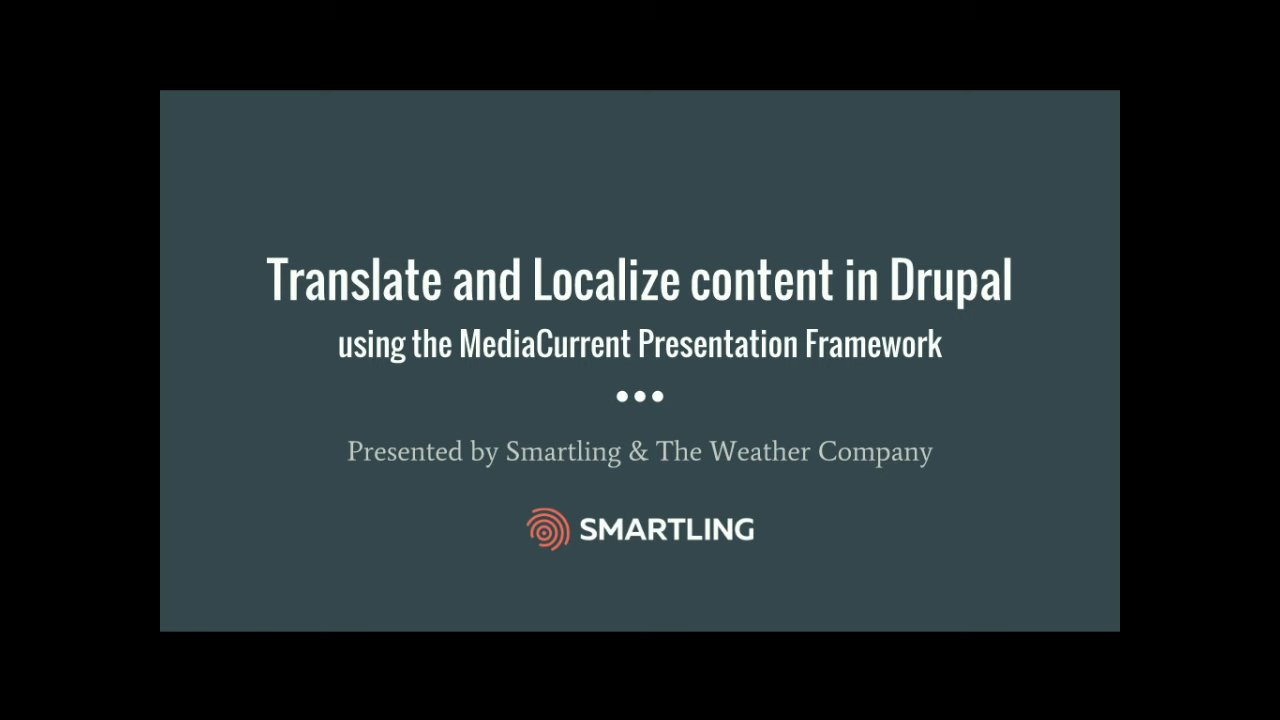 Translate and Localize content in Drupal
using the MediaCurrent Presentation Framework
Presented by Smartling & The Weather Company
SMARTLING